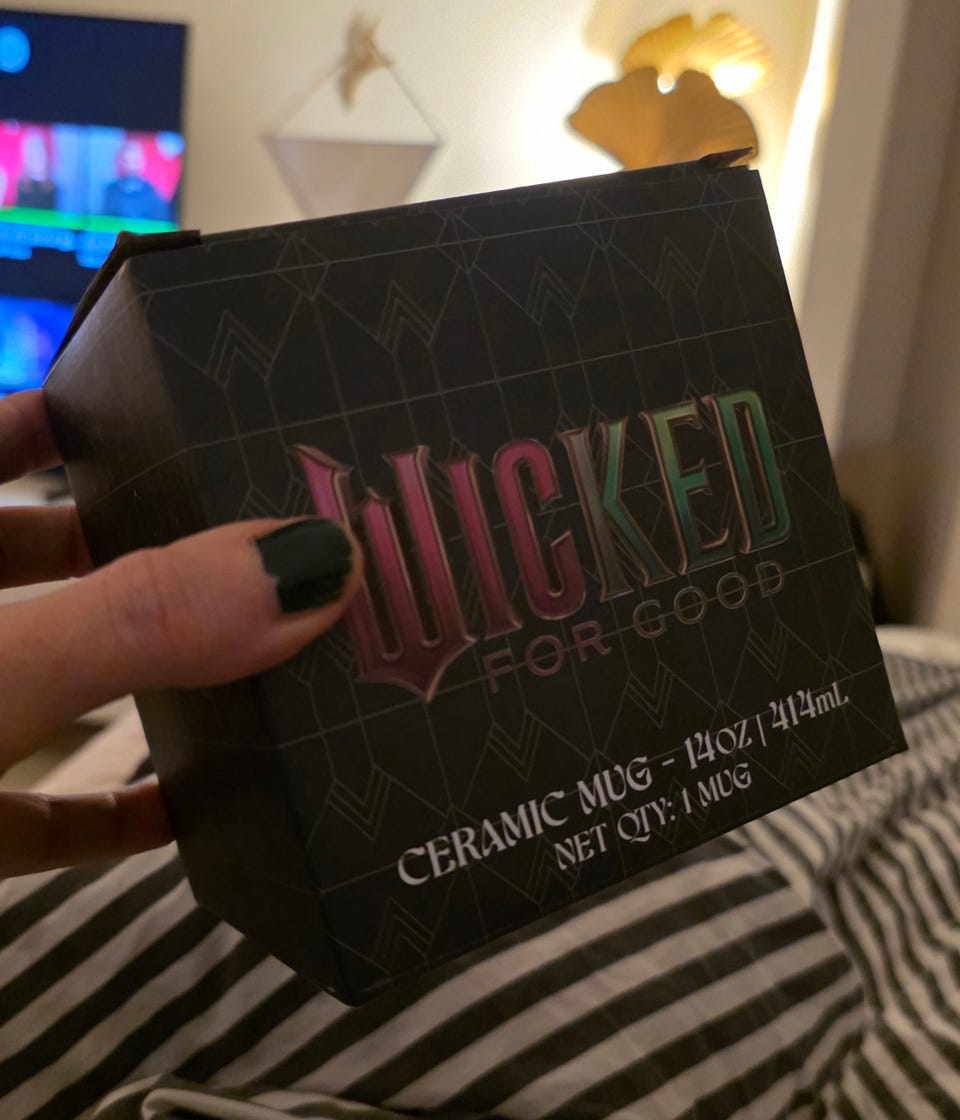 WICKED
FOR GOOD
CERAMIC MUG - 14OZ | 414mL
NET QTY: 1 MUG